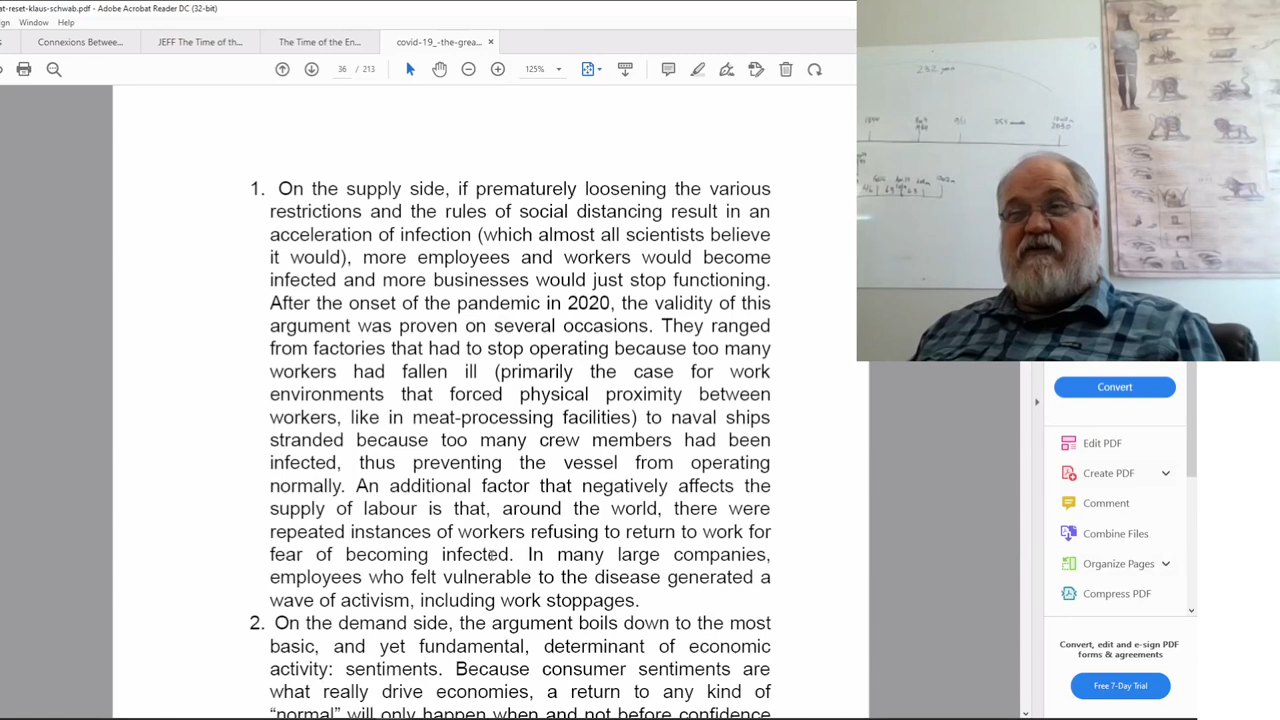 at-reset-klaus-schwab.pdf - Adobe Acrobat Reader DC (32-bit)
Window Help
Connexions Betwee...
JEFF The Time of th...
The Time of the En...
covid-19_-the-grea...
36 / 213
125%
1. On the supply side, if prematurely loosening the various
restrictions and the rules of social distancing result in an
acceleration of infection (which almost all scientists believe
it would), more employees and workers would become
infected and more businesses would just stop functioning.
After the onset of the pandemic in 2020, the validity of this
argument was proven on several occasions. They ranged
from factories that had to stop operating because too many
workers had fallen ill (primarily the case for work
environments that forced physical proximity between
workers, like in meat-processing facilities) to naval ships
stranded because too many crew members had been
infected, thus preventing the vessel from operating
normally. An additional factor that negatively affects the
supply of labour is that, around the world, there were
repeated instances of workers refusing to return to work for
fear of becoming infected. In many large companies,
employees who felt vulnerable to the disease generated a
wave of activism, including work stoppages.
2. On the demand side, the argument boils down to the most
basic, and yet fundamental, determinant of economic
activity: sentiments. Because consumer sentiments are
what really drive economies, a return to any kind of
“normal” will only happen when and not before confidence
9/11
Convert
Edit PDF
Create PDF
Comment
Combine Files
Organize Pages
Compress PDF
Convert, edit and e-sign PDF
forms & agreements
Free 7-Day Trial